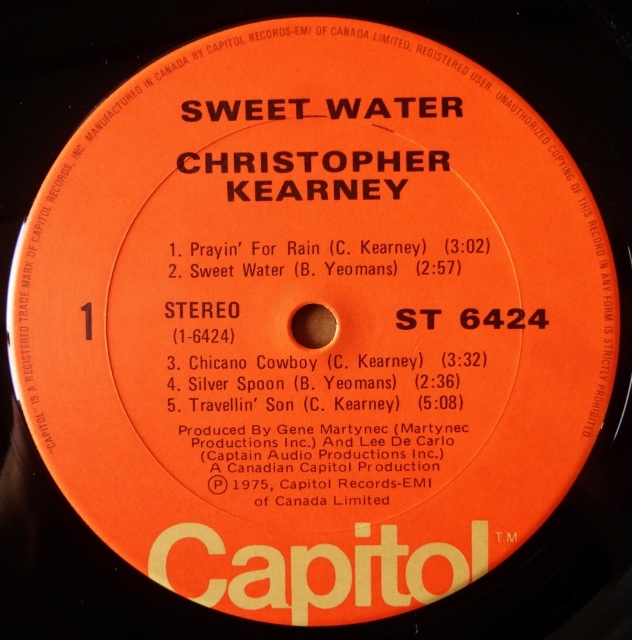 "CAPITOL" IS A REGISTERED TRADE MARK OF CAPITOL RECORDS, INC. MANUFACTURED IN CANADA BY CAPITOL RECORDS-EMI OF CANADA LIMITED, REGISTERED USER. UNAUTHORIZED COPYING OF THIS RECORD IN ANY FORM IS STRICTLY PROHIBITED
SWEET WATER
CHRISTOPHER
KEARNEY
1. Prayin' For Rain (C. Kearney) (3:02)
2. Sweet Water (B. Yeomans) (2:57)
1 STEREO ST 6424
(1-6424)
3. Chicano Cowboy (C. Kearney) (3:32)
4. Silver Spoon (B. Yeomans) (2:36)
5. Travellin' Son (C. Kearney) (5:08)
Produced By Gene Martynec (Martynec
Productions Inc.) And Lee De Carlo
(Captain Audio Productions Inc.)
A Canadian Capitol Production
Ⓟ 1975, Capitol Records-EMI
of Canada Limited
Capitol TM